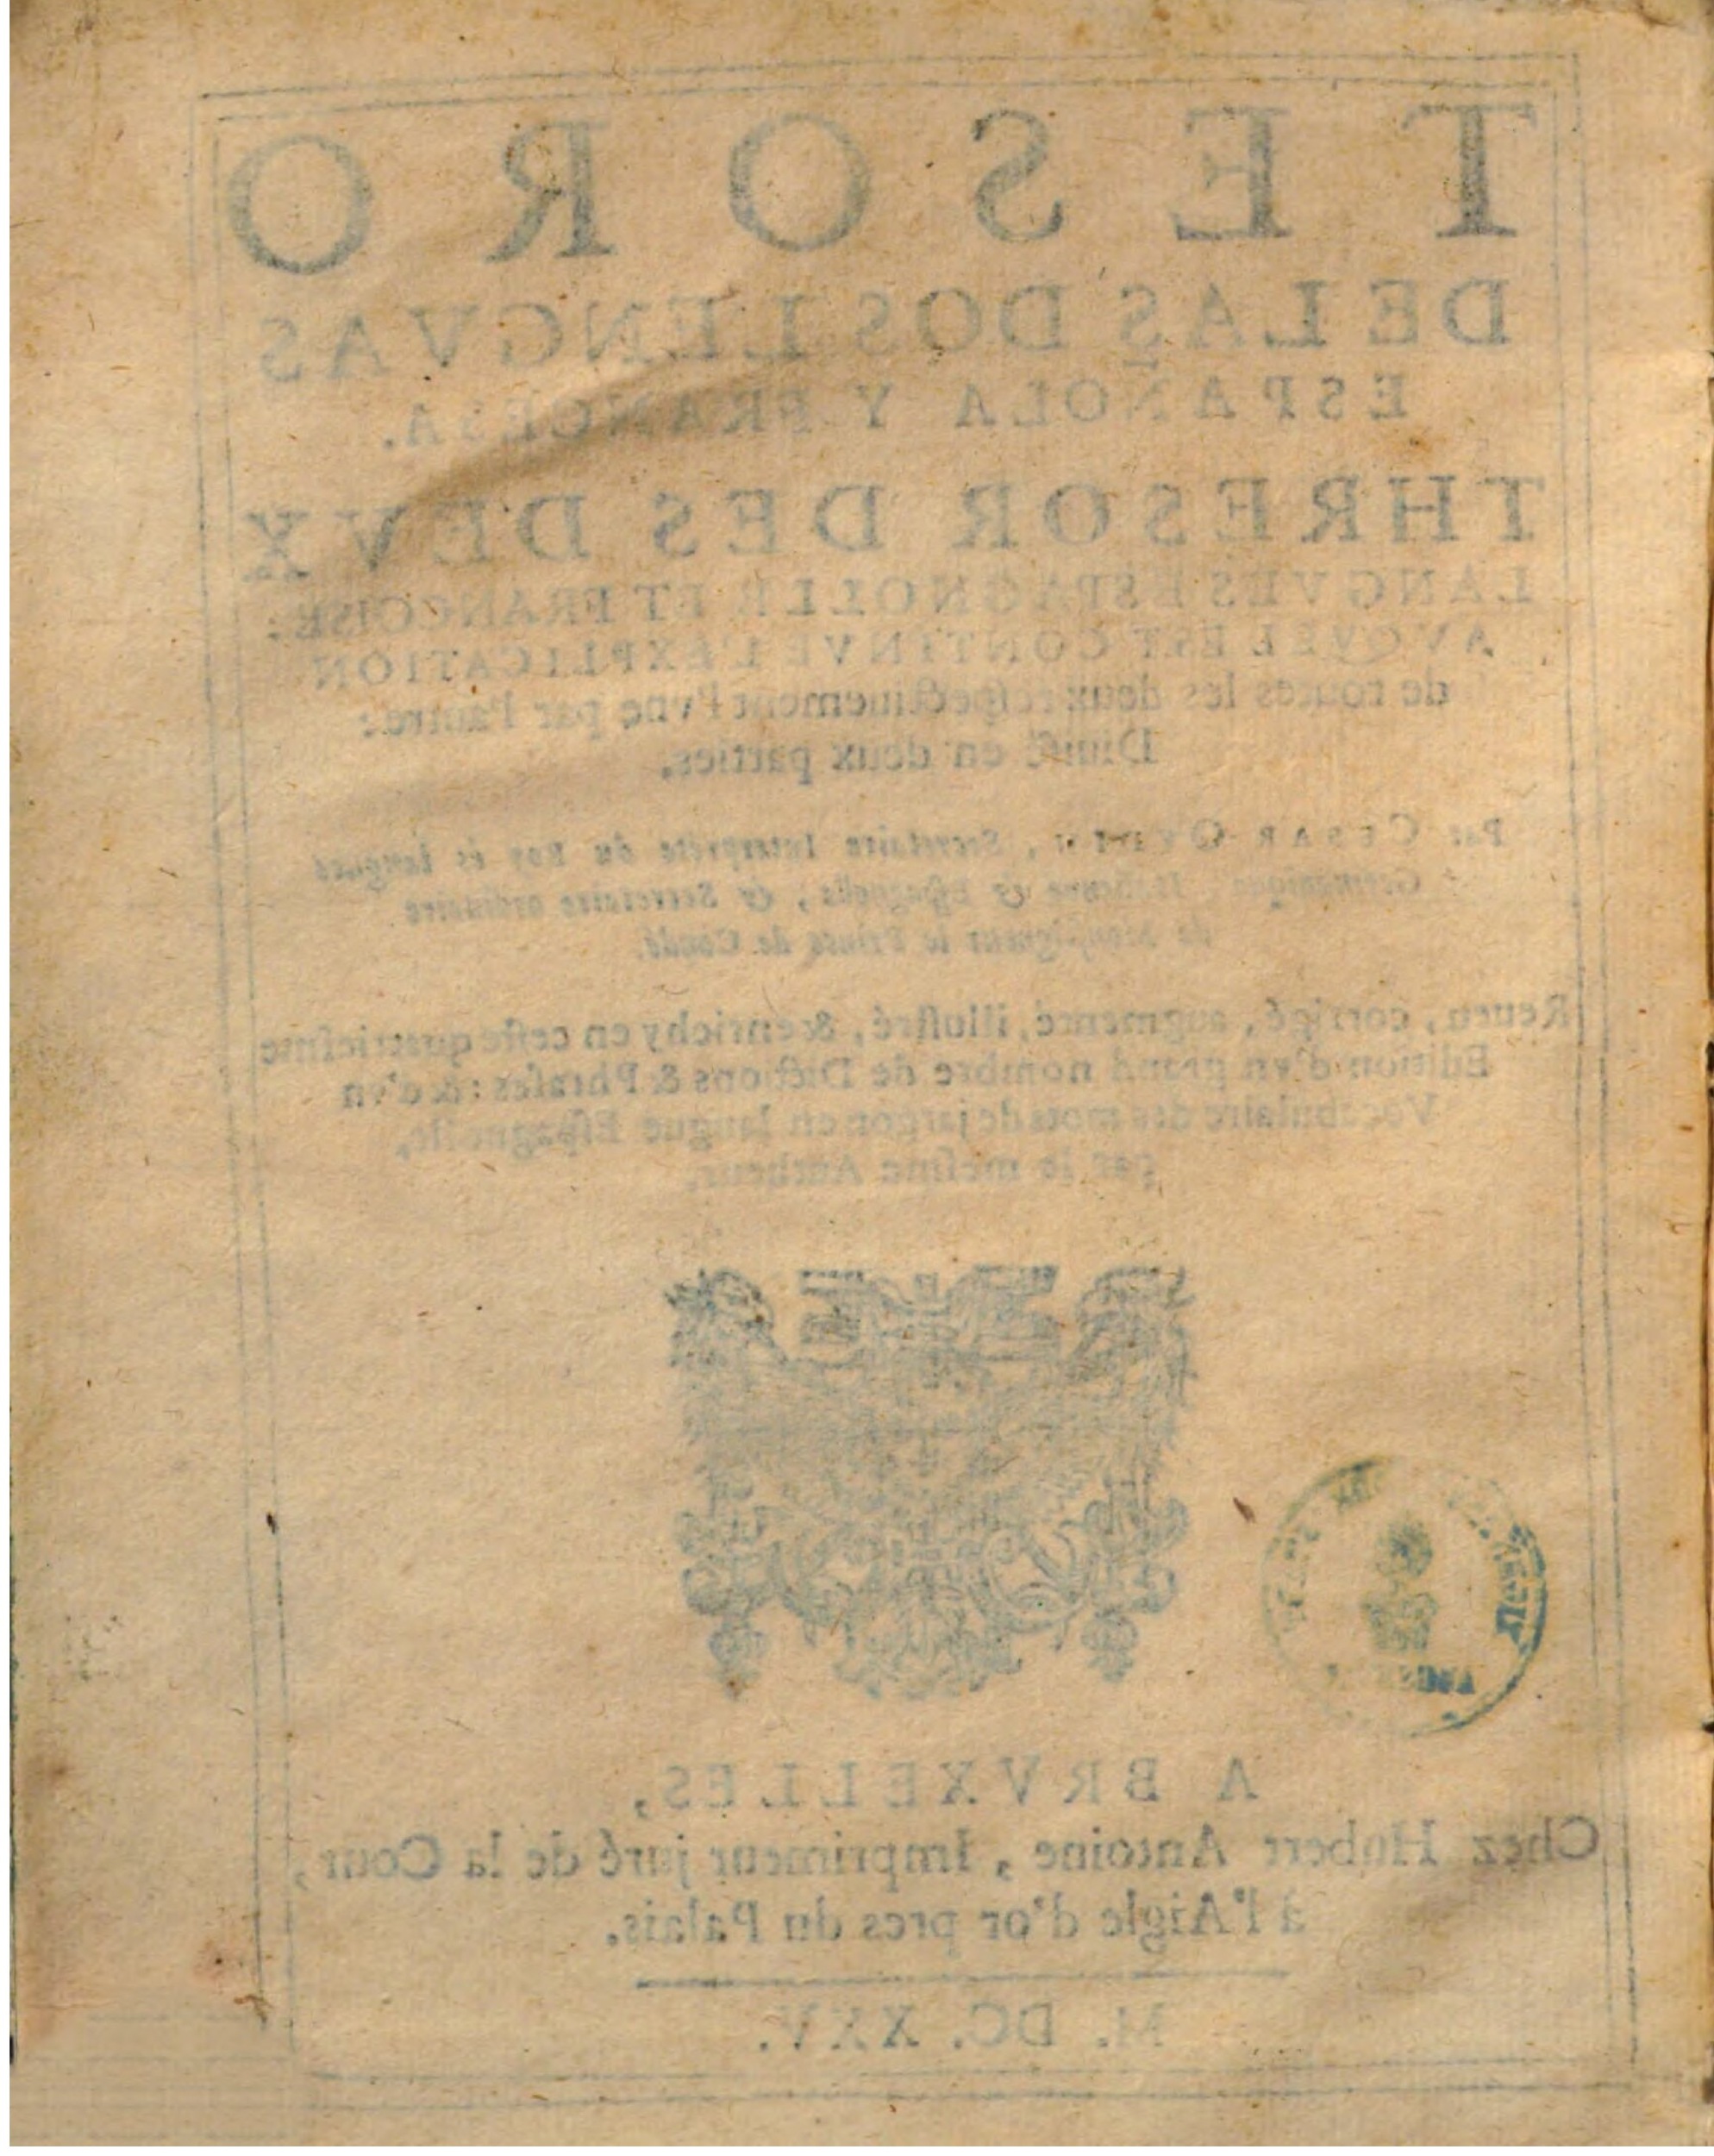 TESORO
DE LAS DOS LENGVAS
ESPAÑOLA Y FRANCESA.
THRESOR DES DEVX
LANGVES ESPAGNOLLE ET FRANÇOISE:
AVQVEL EST CONTINVE L'EXPLICATION
de toutes les deux respectiuement l'vne par l'autre:
Diuisé en deux parties,
Par CESAR OVDIN, Secretaire Interprete du Roy és langues
Germanique, Italienne & Espagnolle, & Secretaire ordinaire
de Monseigneur le Prince de Condé.
Reueu, corrigé, augmenté, illustré, & enrichy en ceste quatriesme
Edition d'vn grand nombre de Dictions & Phrases: & d'vn
Vocabulaire des mots de jargon en langue Espagnolle,
par le mesme Autheur.
A BRVXELLES,
Chez Hubert Antoine, Imprimeur juré de la Cour,
à l'Aigle d'or pres du Palais.
M. DC. XXV.